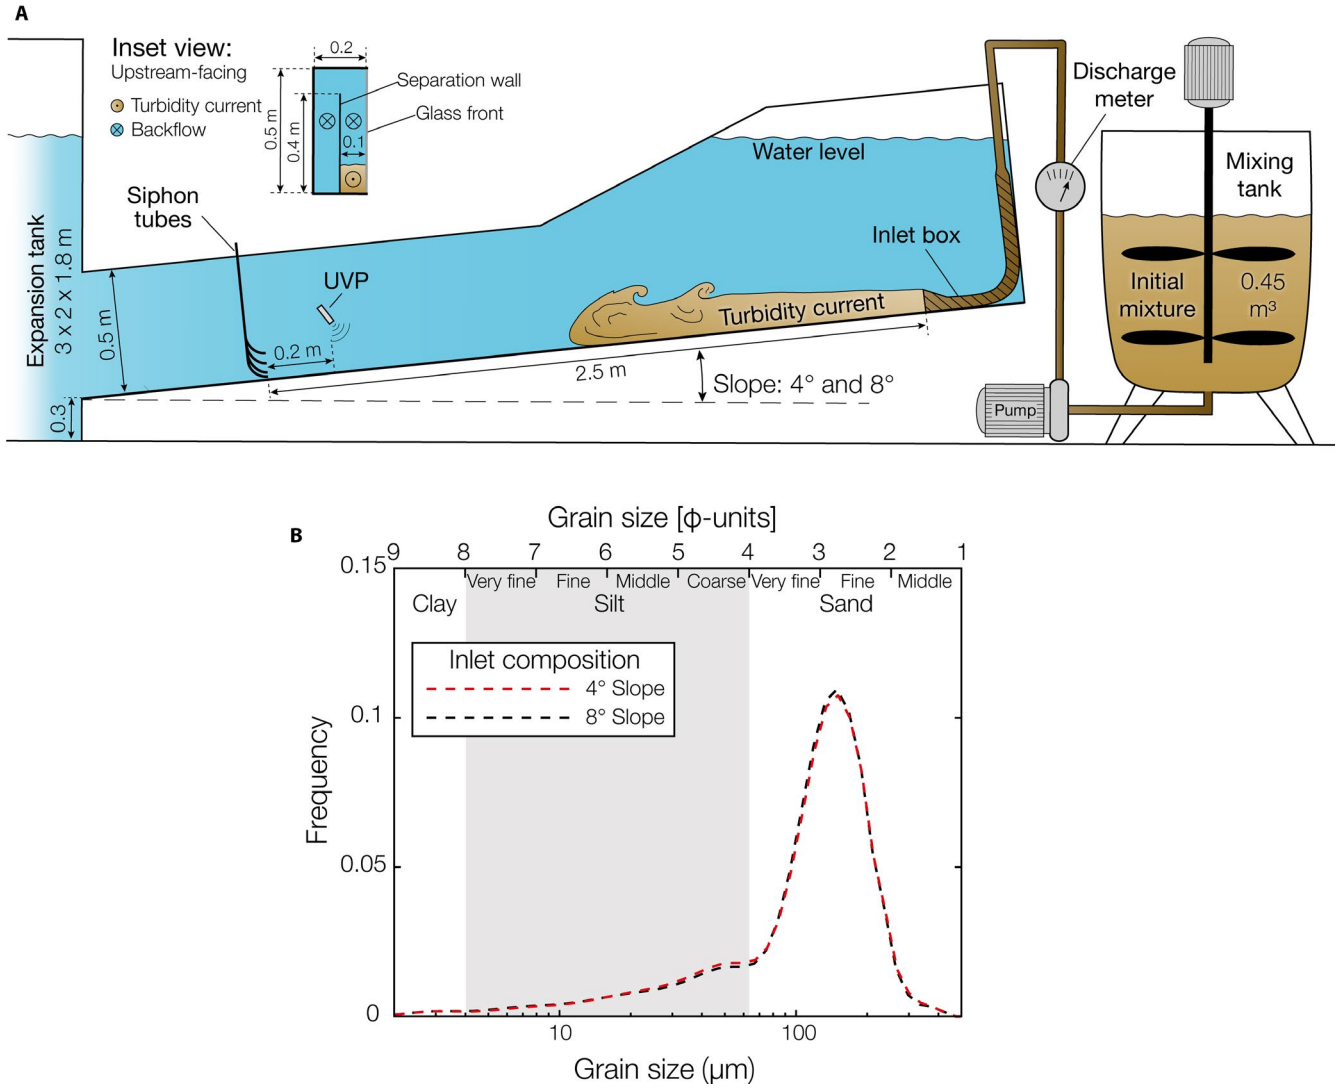 A
Inset view:
Upstream-facing
Turbidity current
Backflow
0.2
Separation wall
Glass front
0.5 m
0.4 m
0.1
Discharge
meter
Water level
Mixing
tank
Siphon
tubes
Inlet box
Expansion tank
3 x 2 x 1.8 m
UVP
Initial
mixture
0.45
m³
Turbidity current
0.5 m
0.2 m
2.5 m
Slope: 4° and 8°
0.3
Pump
B
Grain size [ϕ-units]
9 8 7 6 5 4 3 2 1
0.15
Very fine Fine Middle Coarse Very fine Fine Middle
Clay Silt Sand
Inlet composition
4° Slope
8° Slope
0.1
Frequency
0.05
0
10 100
Grain size (μm)